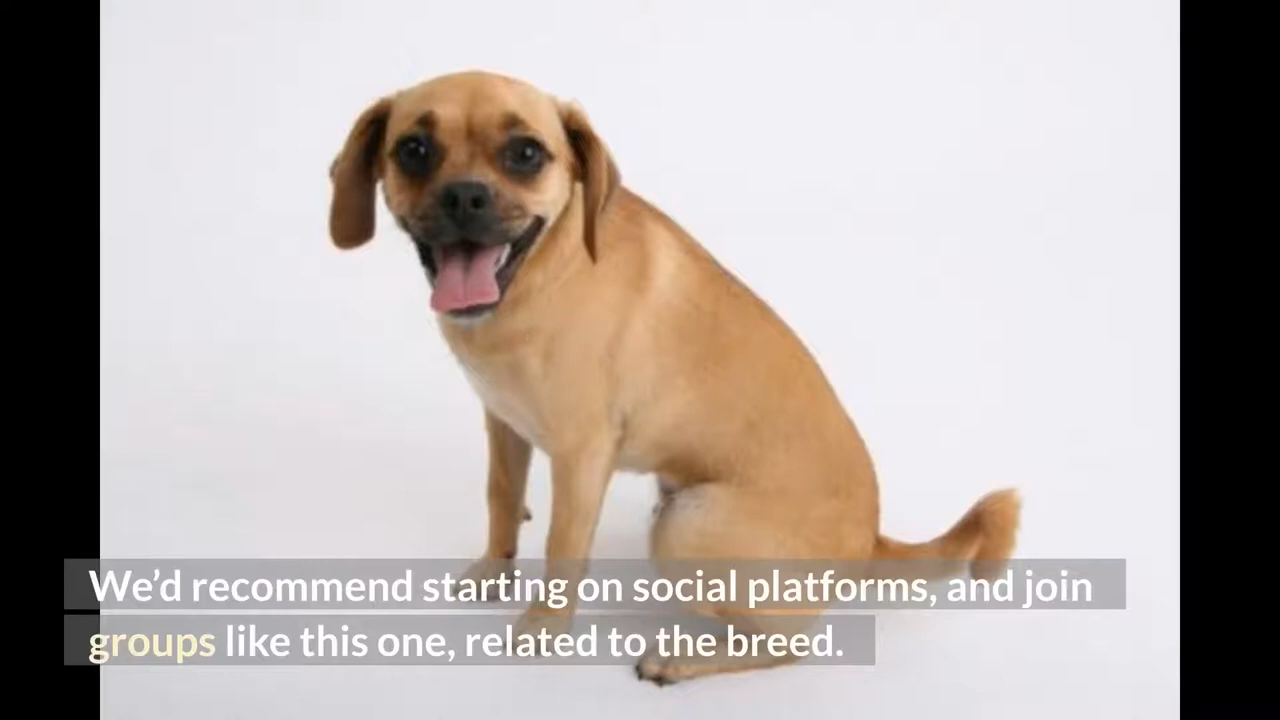 We’d recommend starting on social platforms, and join
groups like this one, related to the breed.